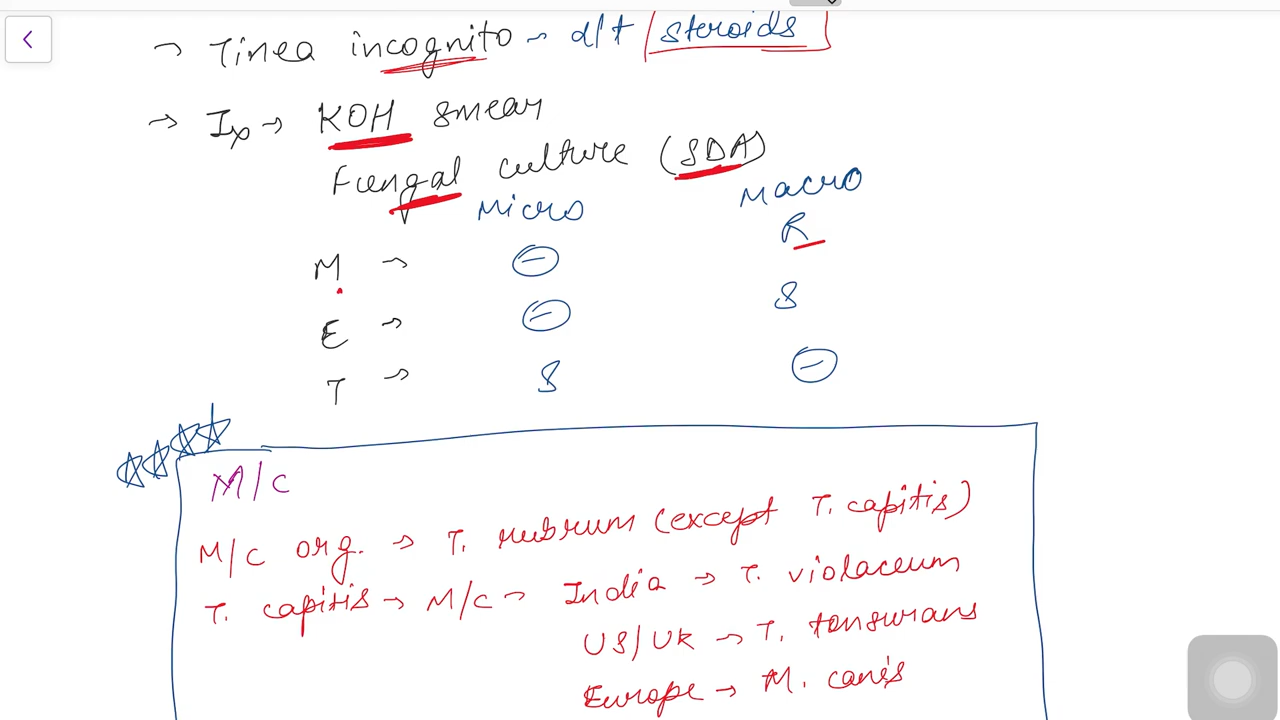 → Tinea incognito ~ d/t steroids
→ Ix → KOH smear
Fungal culture (SDA)
Micro Macro
M → ⊖ R
E → ⊖ S
T → S ⊖
M/C
M/C org. → T. rubrum (except T. capitis)
T. capitis → M/C → India → T. violaceum
US/UK → T. tonsurans
Europe → M. canis